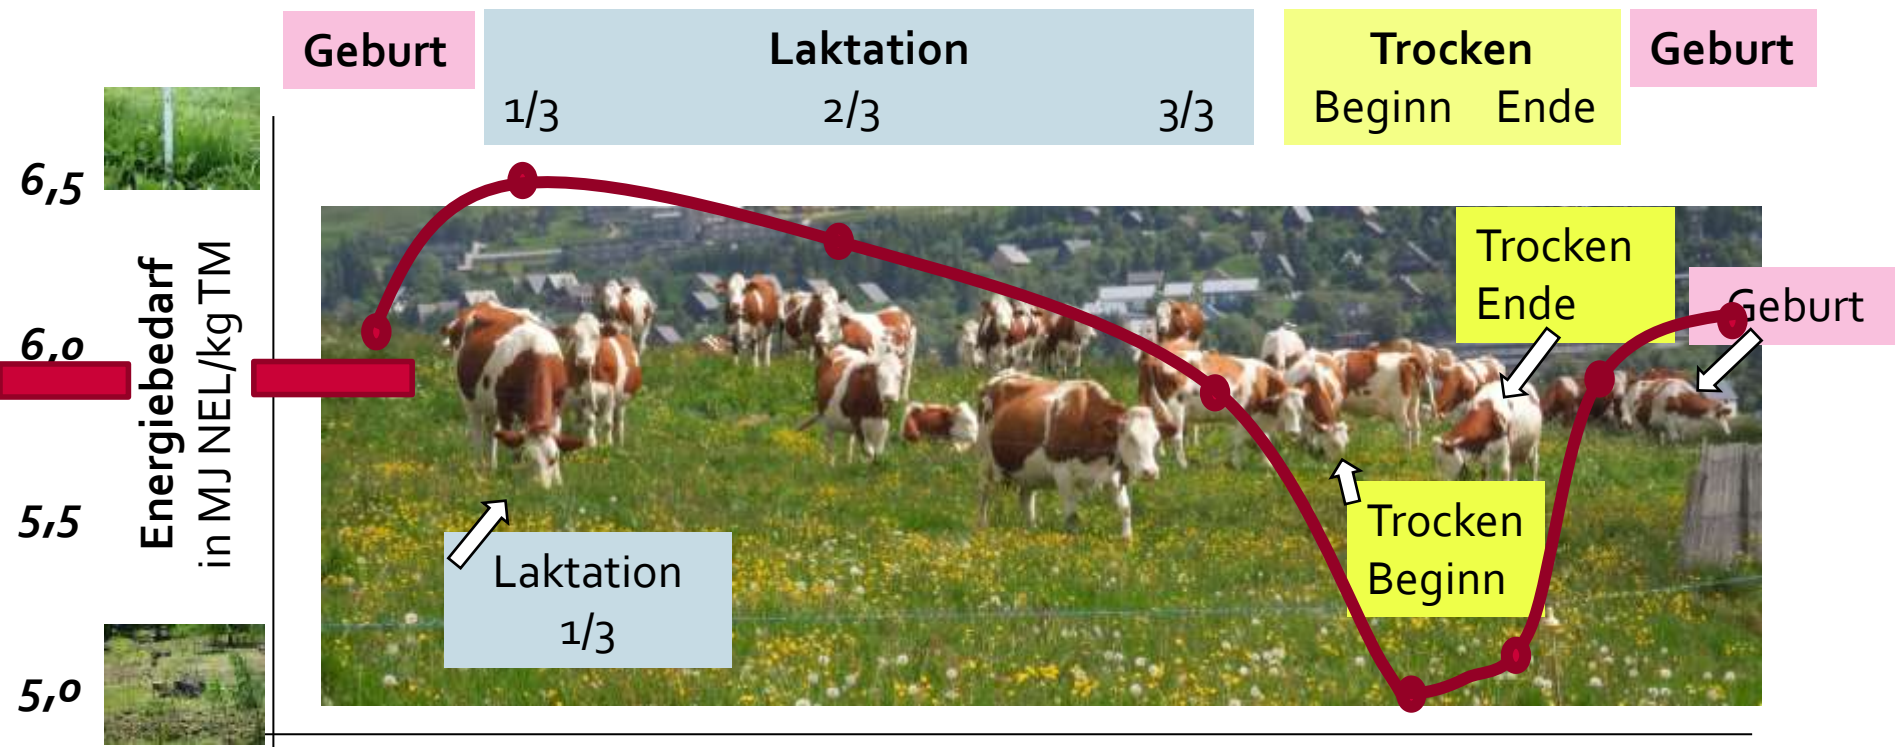 Geburt
Laktation
1/3
2/3
3/3
Trocken
Beginn Ende
Geburt
6,5
6,0
5,5
5,0
Energiebedarf
in MJ NEL/kg TM
Trocken
Ende
Geburt
Trocken
Beginn
Laktation
1/3